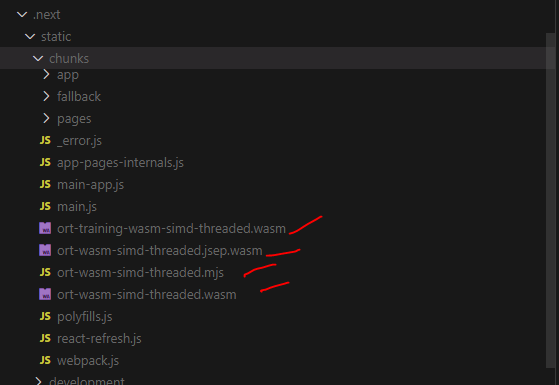 .next
static
chunks
app
fallback
pages
JS _error.js
JS app-pages-internals.js
JS main-app.js
JS main.js
ort-training-wasm-simd-threaded.wasm
ort-wasm-simd-threaded.jsep.wasm
JS ort-wasm-simd-threaded.mjs
ort-wasm-simd-threaded.wasm
JS polyfills.js
JS react-refresh.js
JS webpack.js
development